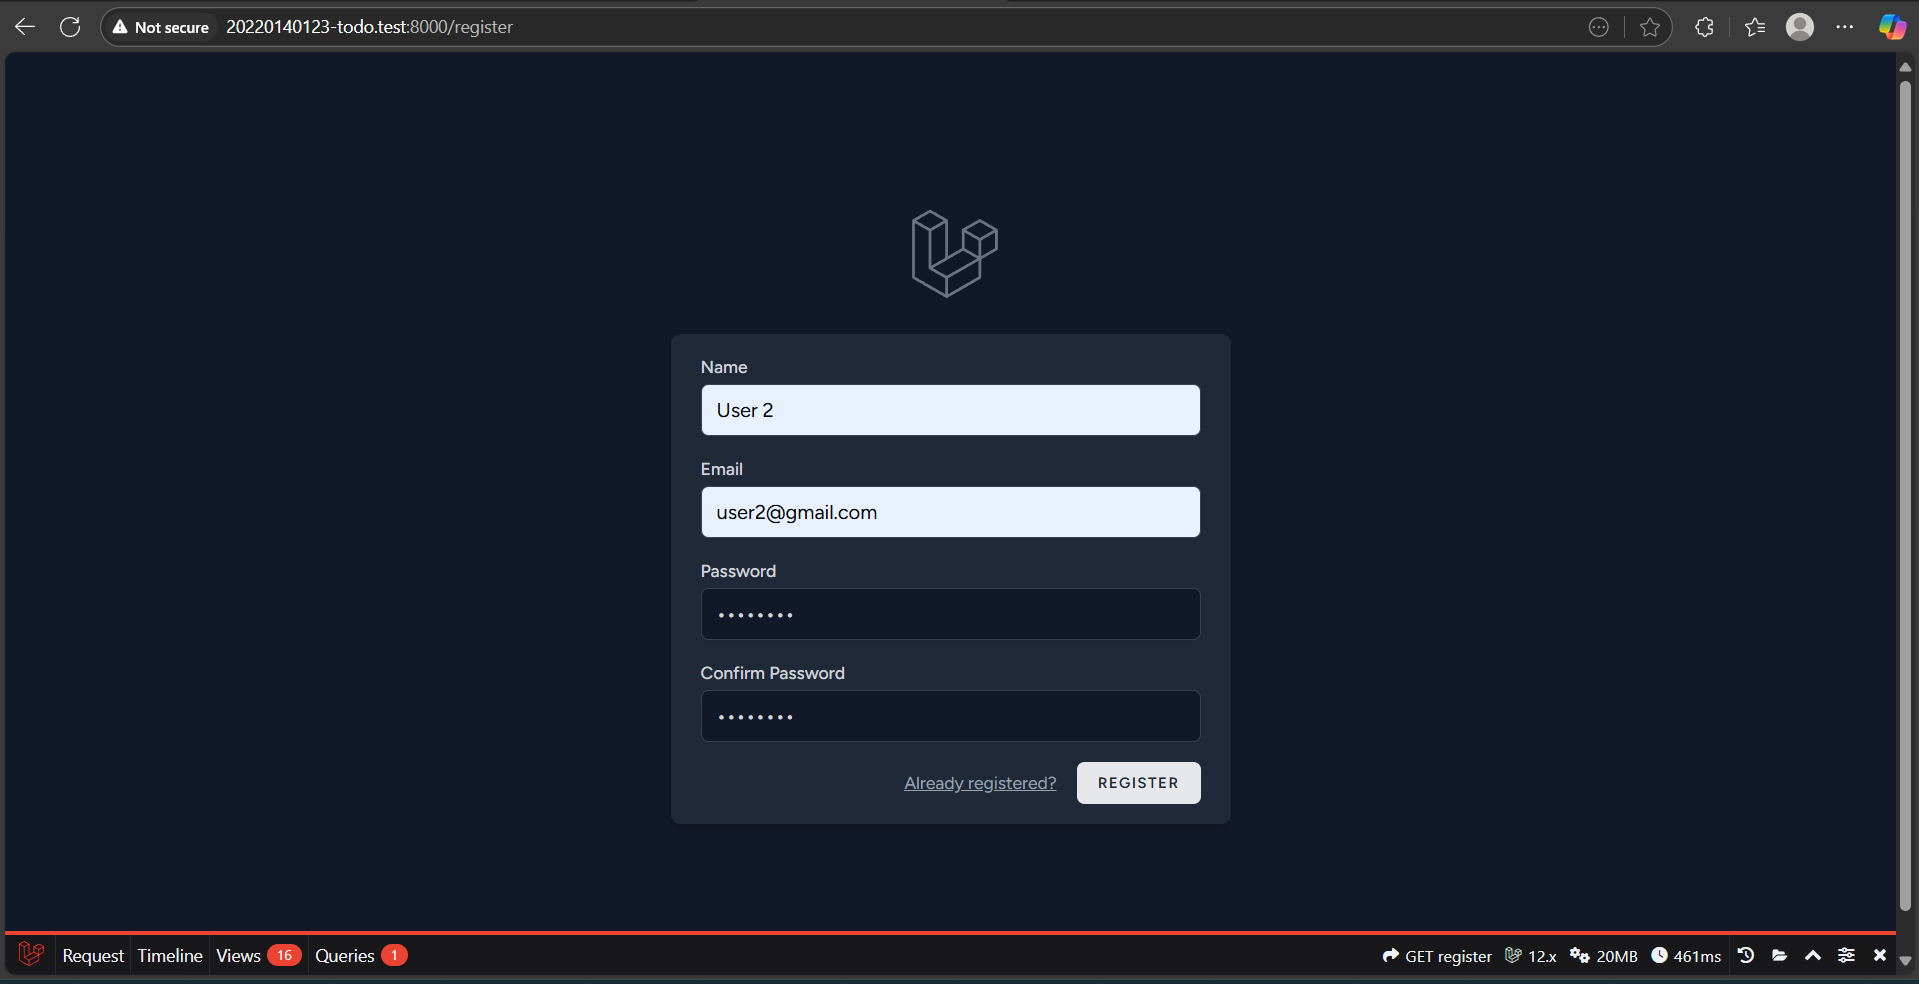 Not secure 20220140123-todo.test:8000/register
Name
User 2
Email
user2@gmail.com
Password
••••••••
Confirm Password
••••••••
Already registered? REGISTER
Request Timeline Views 16 Queries 1 GET register 12.x 20MB 461ms